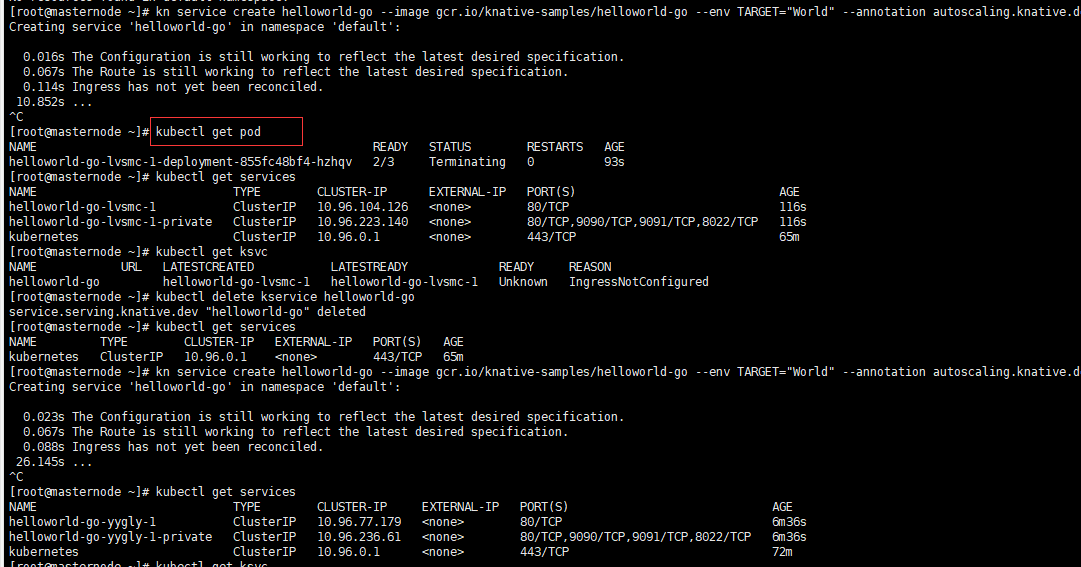 [root@masternode ~]# kn service create helloworld-go --image gcr.io/knative-samples/helloworld-go --env TARGET="World" --annotation autoscaling.knative.de
Creating service 'helloworld-go' in namespace 'default':
0.016s The Configuration is still working to reflect the latest desired specification.
0.067s The Route is still working to reflect the latest desired specification.
0.114s Ingress has not yet been reconciled.
10.852s ...
^C
[root@masternode ~]# kubectl get pod
NAME READY STATUS RESTARTS AGE
helloworld-go-lvsmc-1-deployment-855fc48bf4-hzhqv 2/3 Terminating 0 93s
[root@masternode ~]# kubectl get services
NAME TYPE CLUSTER-IP EXTERNAL-IP PORT(S) AGE
helloworld-go-lvsmc-1 ClusterIP 10.96.104.126 <none> 80/TCP 116s
helloworld-go-lvsmc-1-private ClusterIP 10.96.223.140 <none> 80/TCP,9090/TCP,9091/TCP,8022/TCP 116s
kubernetes ClusterIP 10.96.0.1 <none> 443/TCP 65m
[root@masternode ~]# kubectl get ksvc
NAME URL LATESTCREATED LATESTREADY READY REASON
helloworld-go helloworld-go-lvsmc-1 helloworld-go-lvsmc-1 Unknown IngressNotConfigured
[root@masternode ~]# kubectl delete kservice helloworld-go
service.serving.knative.dev "helloworld-go" deleted
[root@masternode ~]# kubectl get services
NAME TYPE CLUSTER-IP EXTERNAL-IP PORT(S) AGE
kubernetes ClusterIP 10.96.0.1 <none> 443/TCP 65m
[root@masternode ~]# kn service create helloworld-go --image gcr.io/knative-samples/helloworld-go --env TARGET="World" --annotation autoscaling.knative.de
Creating service 'helloworld-go' in namespace 'default':
0.023s The Configuration is still working to reflect the latest desired specification.
0.067s The Route is still working to reflect the latest desired specification.
0.088s Ingress has not yet been reconciled.
26.145s ...
^C
[root@masternode ~]# kubectl get services
NAME TYPE CLUSTER-IP EXTERNAL-IP PORT(S) AGE
helloworld-go-yygly-1 ClusterIP 10.96.77.179 <none> 80/TCP 6m36s
helloworld-go-yygly-1-private ClusterIP 10.96.236.61 <none> 80/TCP,9090/TCP,9091/TCP,8022/TCP 6m36s
kubernetes ClusterIP 10.96.0.1 <none> 443/TCP 72m
[root@masternode ~]# kubectl get ksvc